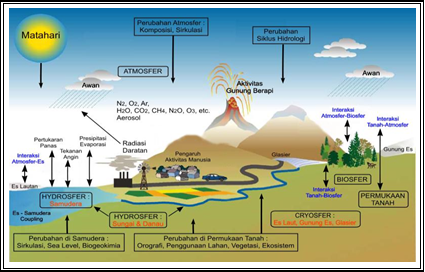 Matahari
Perubahan Atmosfer :
Komposisi, Sirkulasi
Perubahan
Siklus Hidrologi
Awan
ATMOSFER
Aktivitas
Gunung Berapi
Awan
N2, O2, Ar,
H2O, CO2, CH4, N2O, O3, etc.
Aerosol
Pertukaran
Panas
Presipitasi
Evaporasi
Radiasi
Daratan
Interaksi
Atmosfer-Es
Tekanan
Angin
Pengaruh
Aktivitas Manusia
Glasier
Interaksi
Atmosfer-Biosfer
Interaksi
Tanah-Atmosfer
Gunung Es
Es Lautan
HYDROSFER :
Samudera
BIOSFER
Interaksi
Tanah-Biosfer
PERMUKAAN
TANAH
Es - Samudera
Coupling
HYDROSFER :
Sungai & Danau
CRYOSFER :
Es Laut, Gunung Es, Glasier
Perubahan di Samudera :
Sirkulasi, Sea Level, Biogeokimia
Perubahan di Permukaan Tanah :
Orografi, Penggunaan Lahan, Vegetasi, Ekosistem